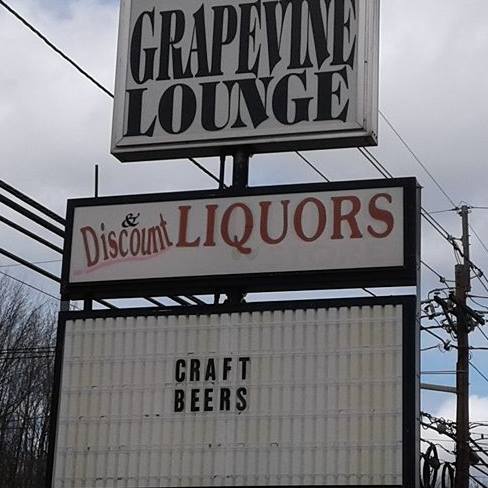 GRAPEVINE
LOUNGE
&
Discount LIQUORS
CRAFT
BEERS